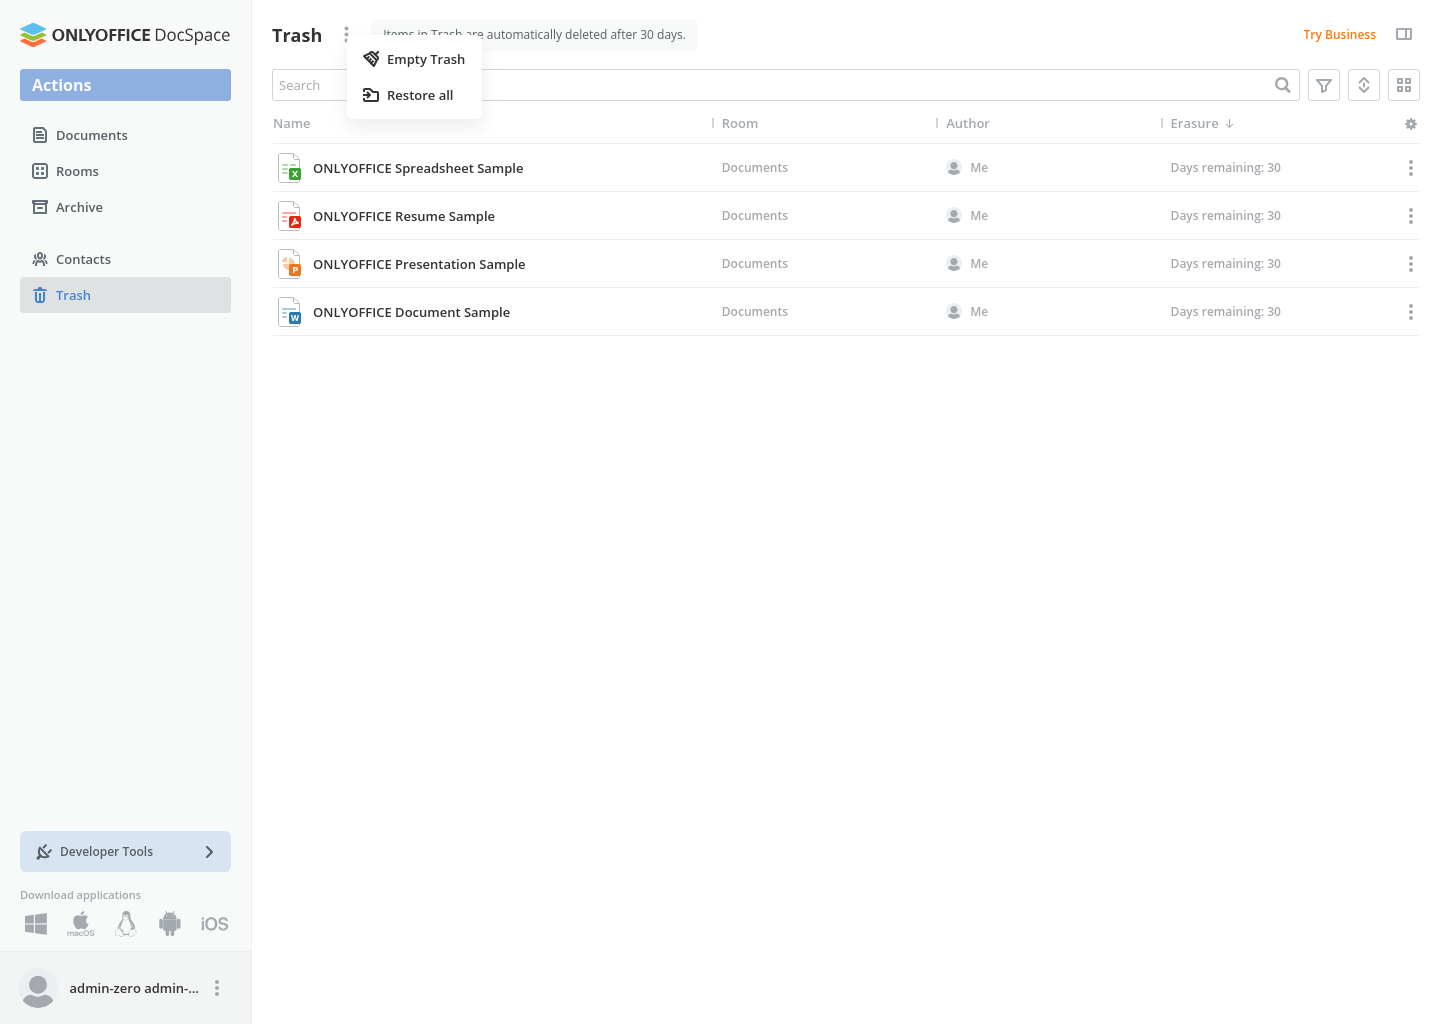 ONLYOFFICE DocSpace
Actions
Documents
Rooms
Archive
Contacts
Trash
Developer Tools
Download applications
macOS
iOS
admin-zero admin-...
Trash
Items in Trash are automatically deleted after 30 days.
Try Business
Empty Trash
Restore all
Search
Name
Room
Author
Erasure
X
ONLYOFFICE Spreadsheet Sample
Documents
Me
Days remaining: 30
ONLYOFFICE Resume Sample
Documents
Me
Days remaining: 30
P
ONLYOFFICE Presentation Sample
Documents
Me
Days remaining: 30
W
ONLYOFFICE Document Sample
Documents
Me
Days remaining: 30